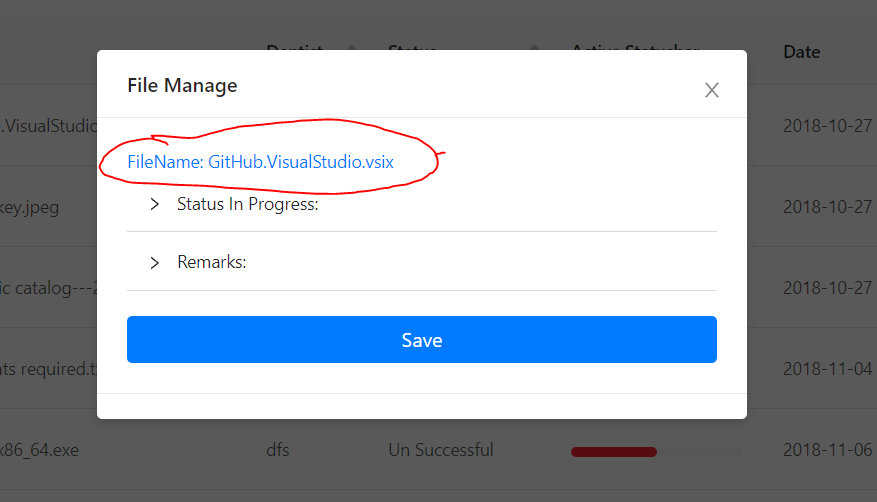 Dentist Status Active Statusbar Date
File Manage
.VisualStudio 2018-10-27
FileName: GitHub.VisualStudio.vsix
key.jpeg 2018-10-27
Status In Progress:
Remarks:
ic catalog---2 2018-10-27
Save
nts required.t 2018-11-04
x86_64.exe dfs Un Successful 2018-11-06